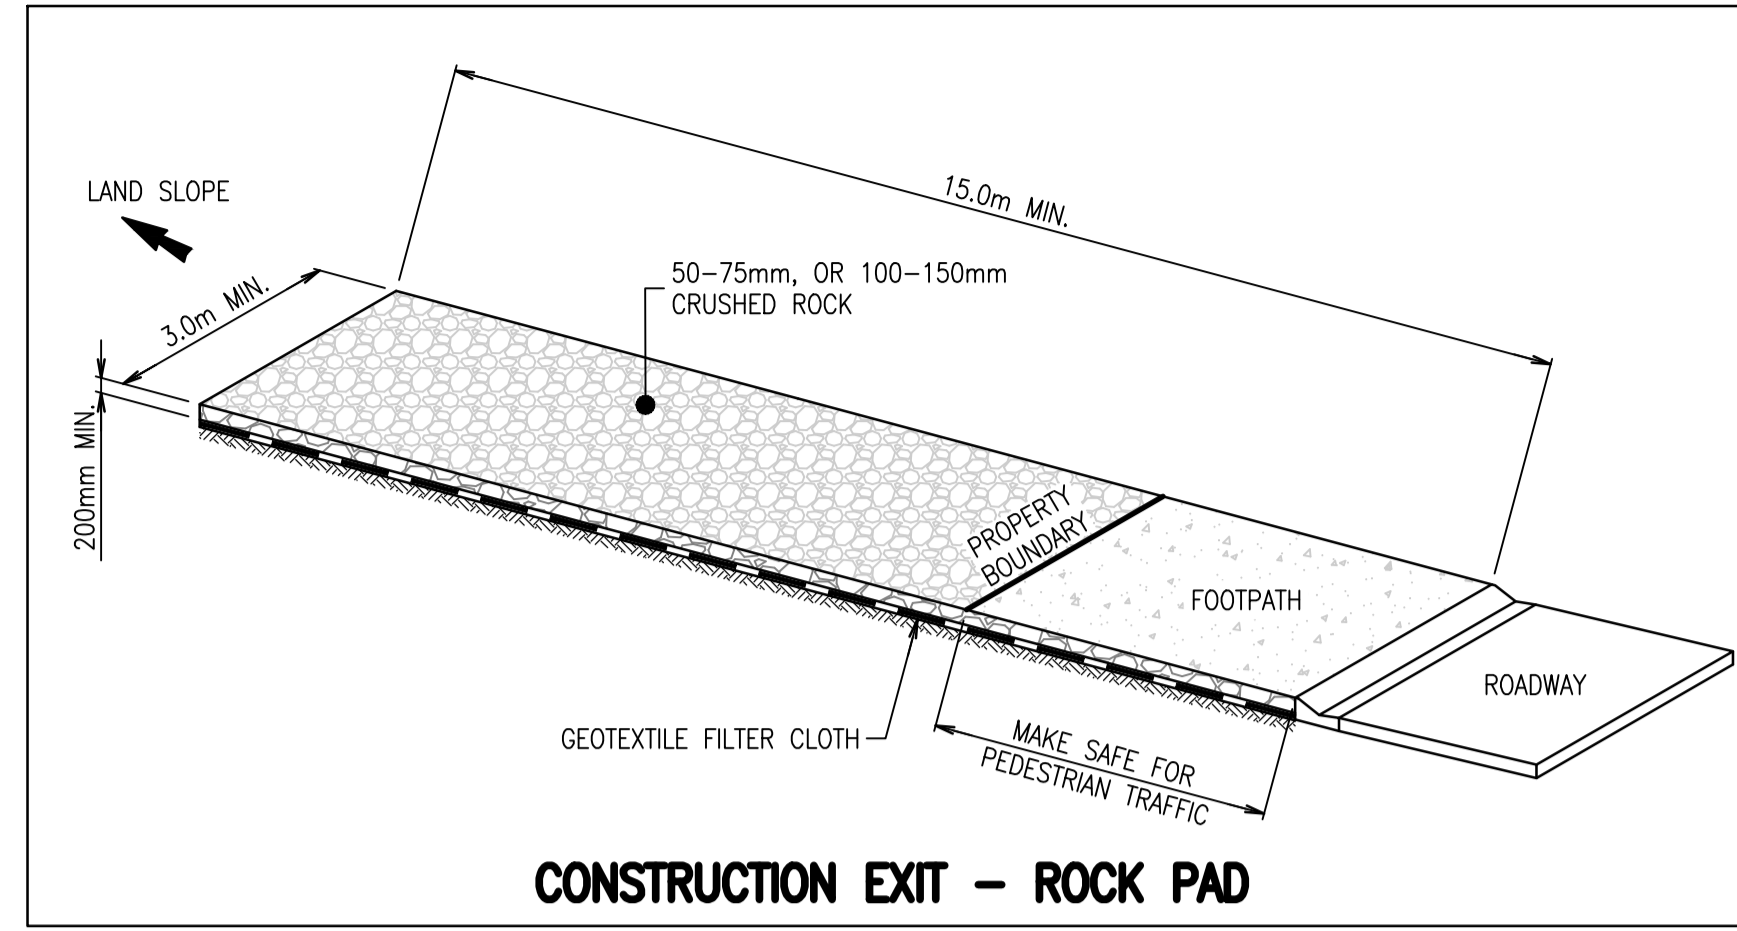 15.0m MIN.
LAND SLOPE
3.0m MIN.
50-75mm, OR 100-150mm
CRUSHED ROCK
200mm MIN.
PROPERTY
BOUNDARY
FOOTPATH
ROADWAY
GEOTEXTILE FILTER CLOTH
MAKE SAFE FOR
PEDESTRIAN TRAFFIC
CONSTRUCTION EXIT - ROCK PAD